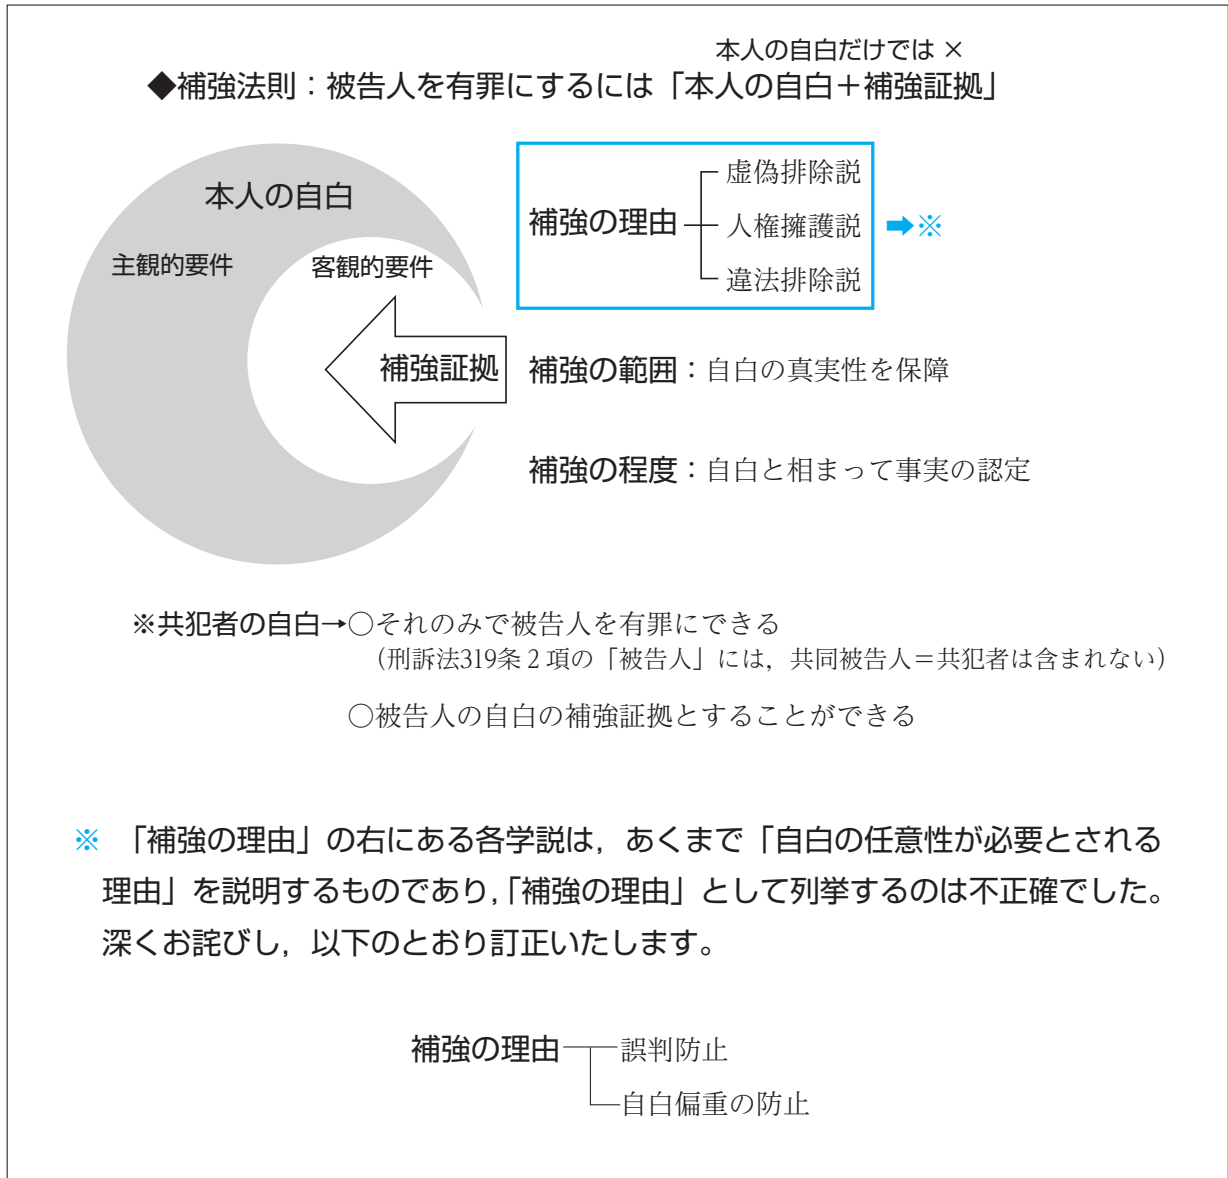 本人の自白だけでは ×
◆補強法則：被告人を有罪にするには「本人の自白＋補強証拠」
本人の自白
主観的要件
客観的要件
補強証拠
補強の理由
虚偽排除説
人権擁護説
違法排除説
➡※
補強の範囲：自白の真実性を保障
補強の程度：自白と相まって事実の認定
※共犯者の自白→○それのみで被告人を有罪にできる
（刑訴法319条２項の「被告人」には，共同被告人＝共犯者は含まれない）
○被告人の自白の補強証拠とすることができる
※　「補強の理由」の右にある各学説は，あくまで「自白の任意性が必要とされる
理由」を説明するものであり，「補強の理由」として列挙するのは不正確でした。
深くお詫びし，以下のとおり訂正いたします。
補強の理由
誤判防止
自白偏重の防止